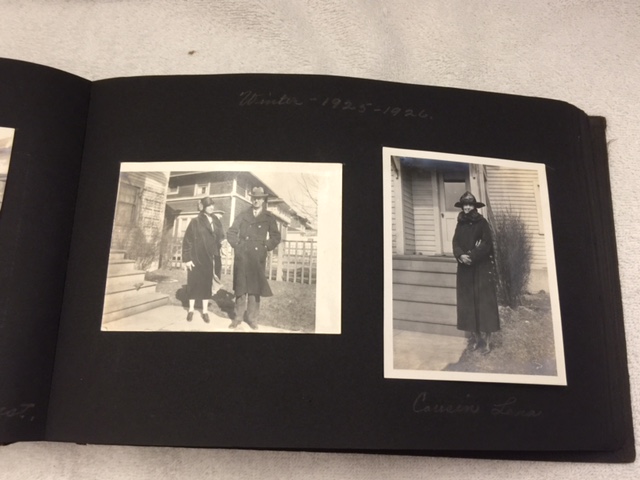 Winter - 1925-1926.
Cousin Lena